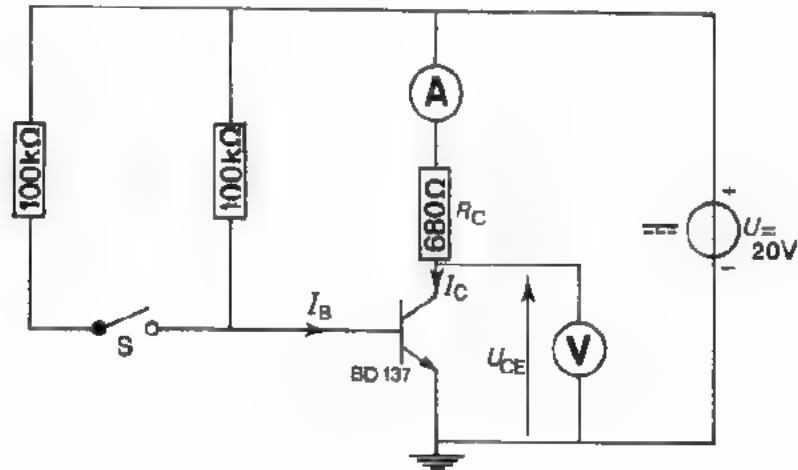 A
100kΩ
100kΩ
680Ω
R_C
+
U=
20V
−
I_B
I_C
S
BD 137
U_CE
V